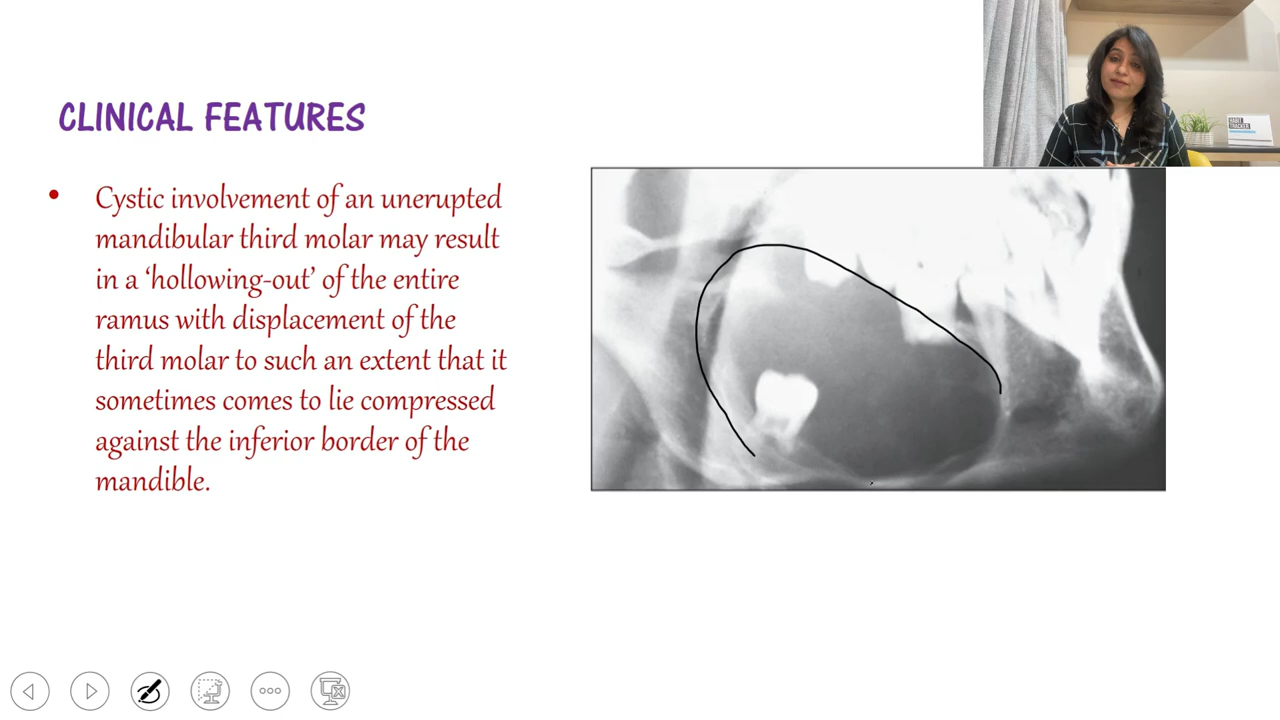 CLINICAL FEATURES
• Cystic involvement of an unerupted
mandibular third molar may result
in a ‘hollowing-out’ of the entire
ramus with displacement of the
third molar to such an extent that it
sometimes comes to lie compressed
against the inferior border of the
mandible.
HABIT
TRACKER